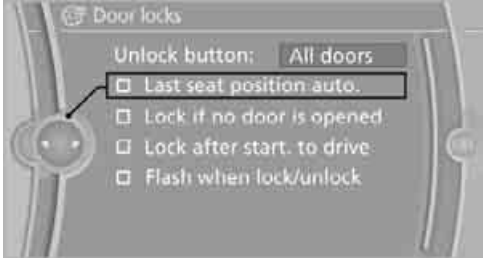 Door locks
Unlock button: All doors
Last seat position auto.
Lock if no door is opened
Lock after start. to drive
Flash when lock/unlock